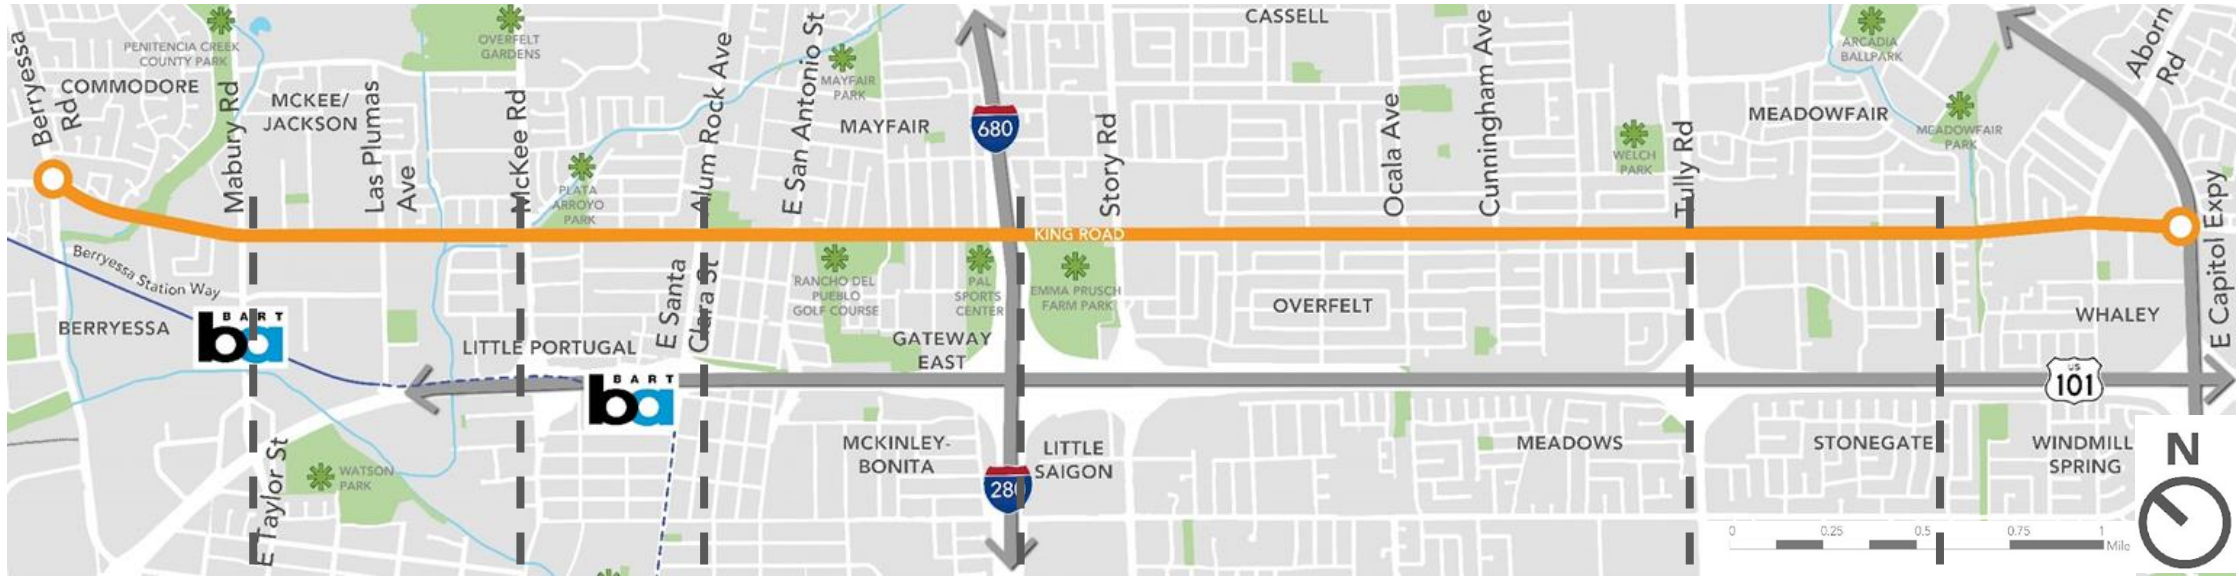 CASSELL
Berryessa
Rd
PENITENCIA CREEK
COUNTY PARK
COMMODORE
Mabury Rd
MCKEE/
JACKSON
Las Plumas
Ave
OVERFELT
GARDENS
McKee Rd
PLATA
ARROYO
PARK
Alum Rock Ave
E San Antonio St
MAYFAIR
PARK
MAYFAIR
680
Story Rd
Ocala Ave
Cunningham Ave
WELCH
PARK
Tully Rd
MEADOWFAIR
ARCADIA
BALLPARK
MEADOWFAIR
PARK
Aborn
Rd
KING ROAD
Berryessa Station Way
BERRYESSA
BART
ba
LITTLE PORTUGAL
E Santa
Clara St
BART
ba
RANCHO DEL
PUEBLO
GOLF COURSE
PAL
SPORTS
CENTER
EMMA PRUSCH
FARM PARK
GATEWAY
EAST
OVERFELT
WHALEY
E Capitol Expy
US
101
E Taylor St
WATSON
PARK
MCKINLEY-
BONITA
LITTLE
SAIGON
280
MEADOWS
STONEGATE
WINDMILL
SPRING
N
0 0.25 0.5 0.75 1
Mile